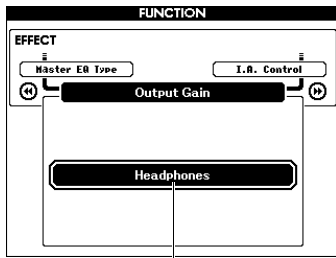 FUNCTION
EFFECT
Master EQ Type
I.A. Control
Output Gain
Headphones